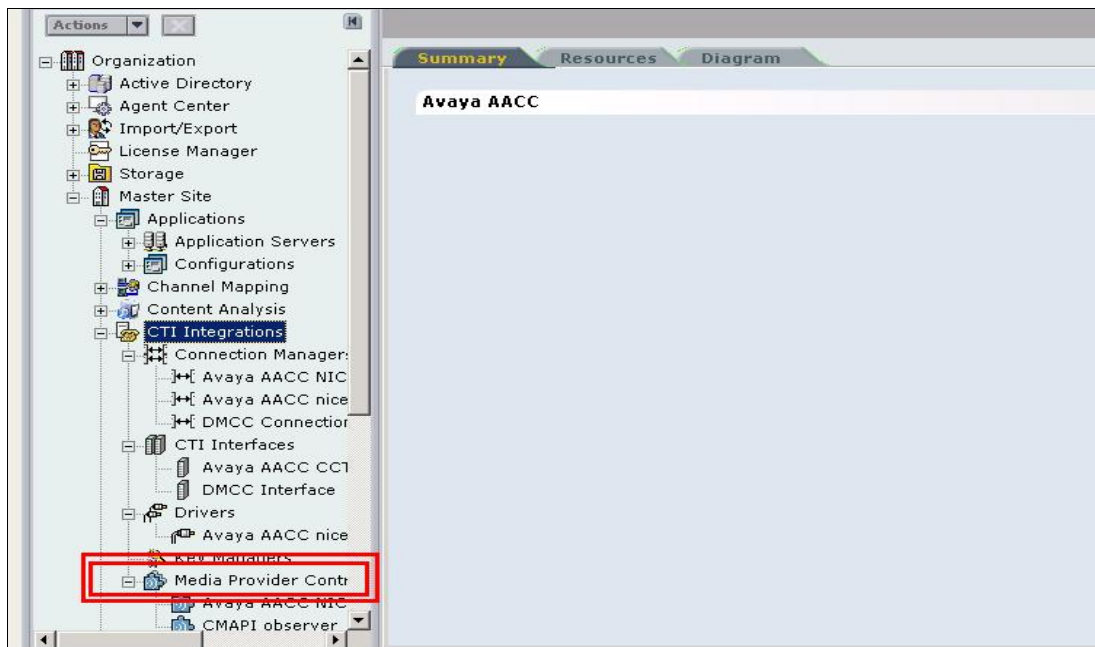 Actions
Organization
Active Directory
Agent Center
Import/Export
License Manager
Storage
Master Site
Applications
Application Servers
Configurations
Channel Mapping
Content Analysis
CTI Integrations
Connection Manager
Avaya AACC NIC
Avaya AACC nice
DMCC Connection
CTI Interfaces
Avaya AACC CCT
DMCC Interface
Drivers
Avaya AACC nice
Key Managers
Media Provider Contr
Avaya AACC NIC
CMAPI observer
Summary Resources Diagram
Avaya AACC